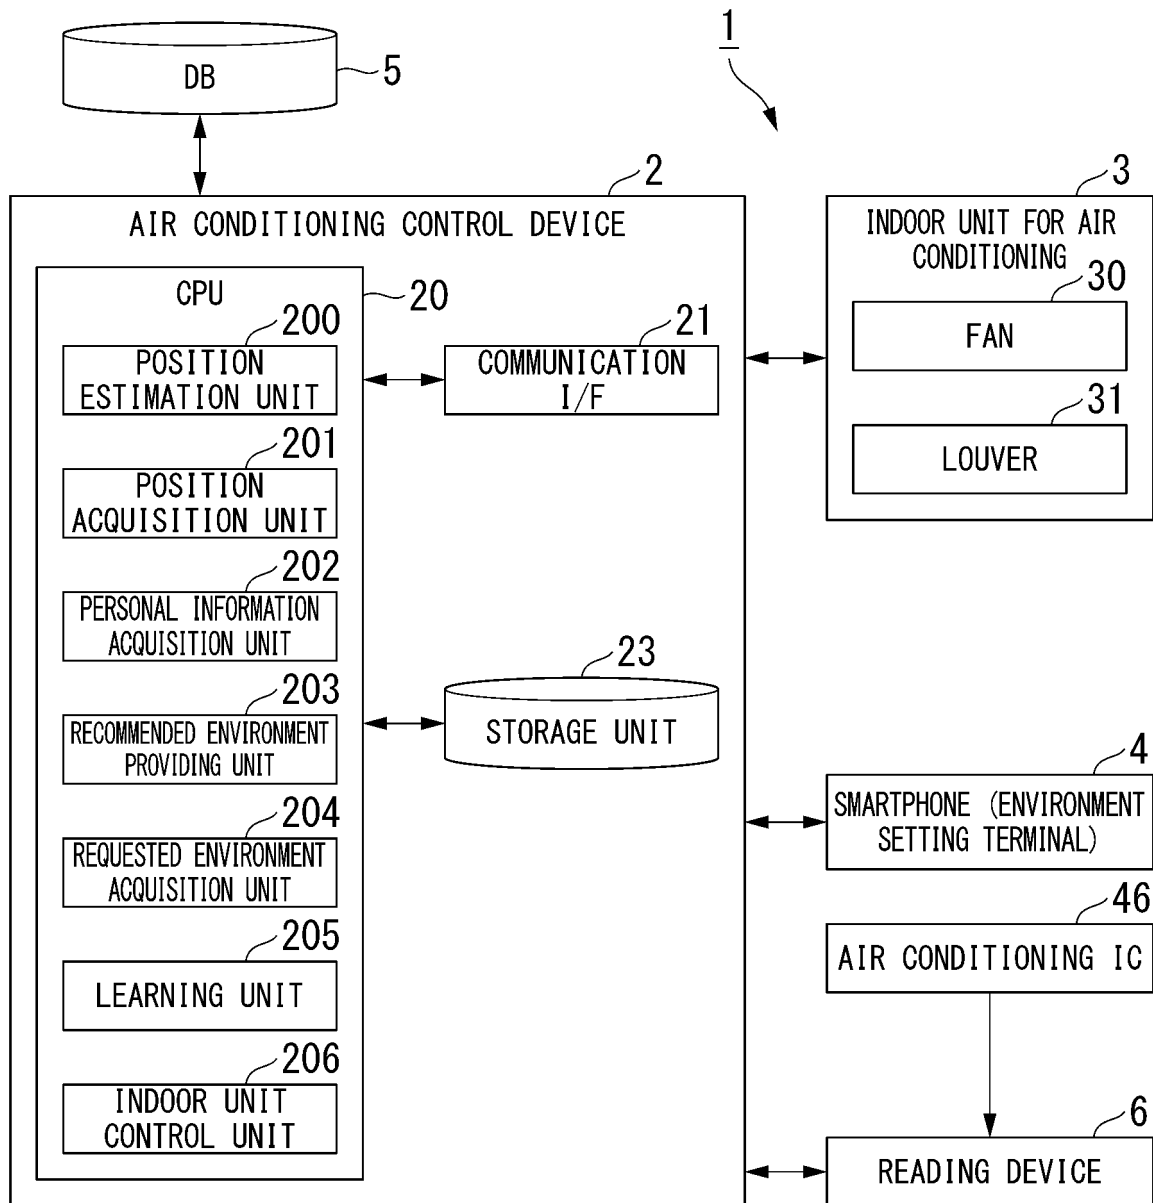 1
DB
5
2
AIR CONDITIONING CONTROL DEVICE
CPU
20
200
POSITION
ESTIMATION UNIT
201
POSITION
ACQUISITION UNIT
202
PERSONAL INFORMATION
ACQUISITION UNIT
203
RECOMMENDED ENVIRONMENT
PROVIDING UNIT
204
REQUESTED ENVIRONMENT
ACQUISITION UNIT
205
LEARNING UNIT
206
INDOOR UNIT
CONTROL UNIT
21
COMMUNICATION
I/F
23
STORAGE UNIT
3
INDOOR UNIT FOR AIR
CONDITIONING
30
FAN
31
LOUVER
4
SMARTPHONE (ENVIRONMENT
SETTING TERMINAL)
46
AIR CONDITIONING IC
6
READING DEVICE